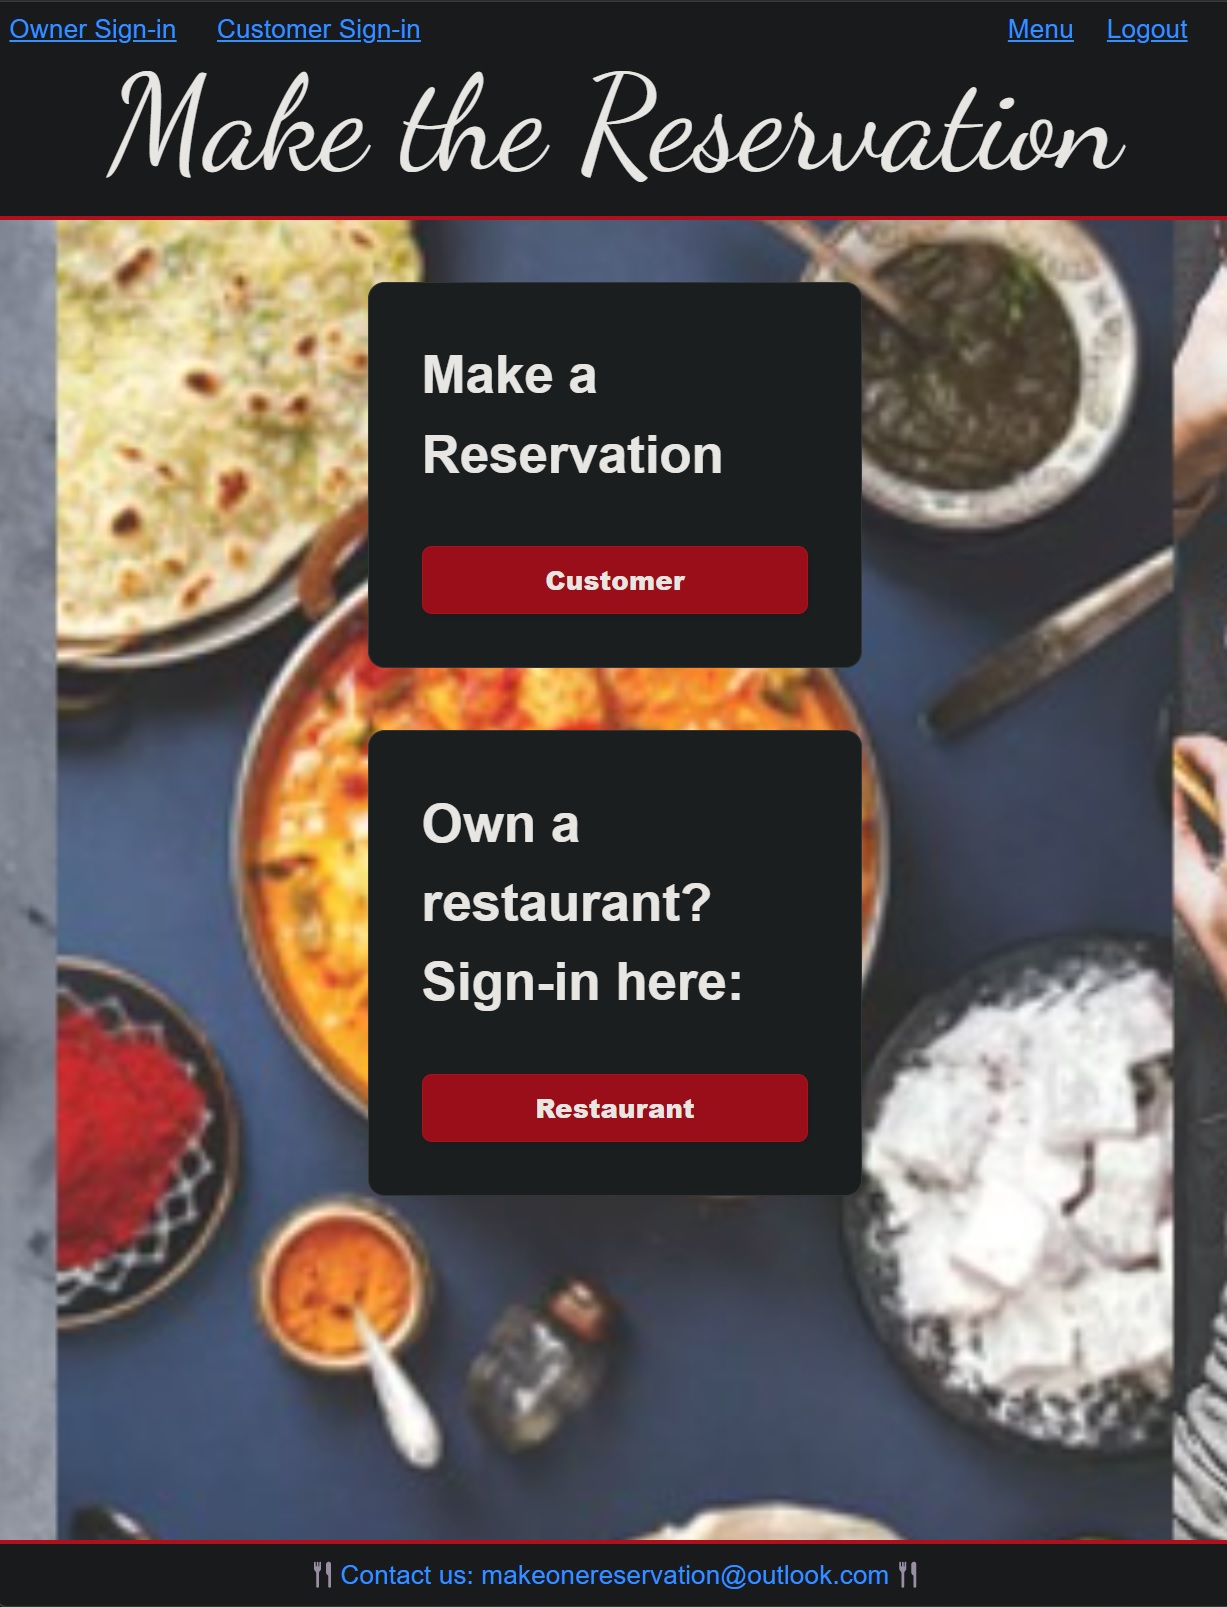 Owner Sign-in Customer Sign-in Menu Logout
Make the Reservation
Make a
Reservation
Customer
Own a
restaurant?
Sign-in here:
Restaurant
🍴 Contact us: makeonereservation@outlook.com 🍴